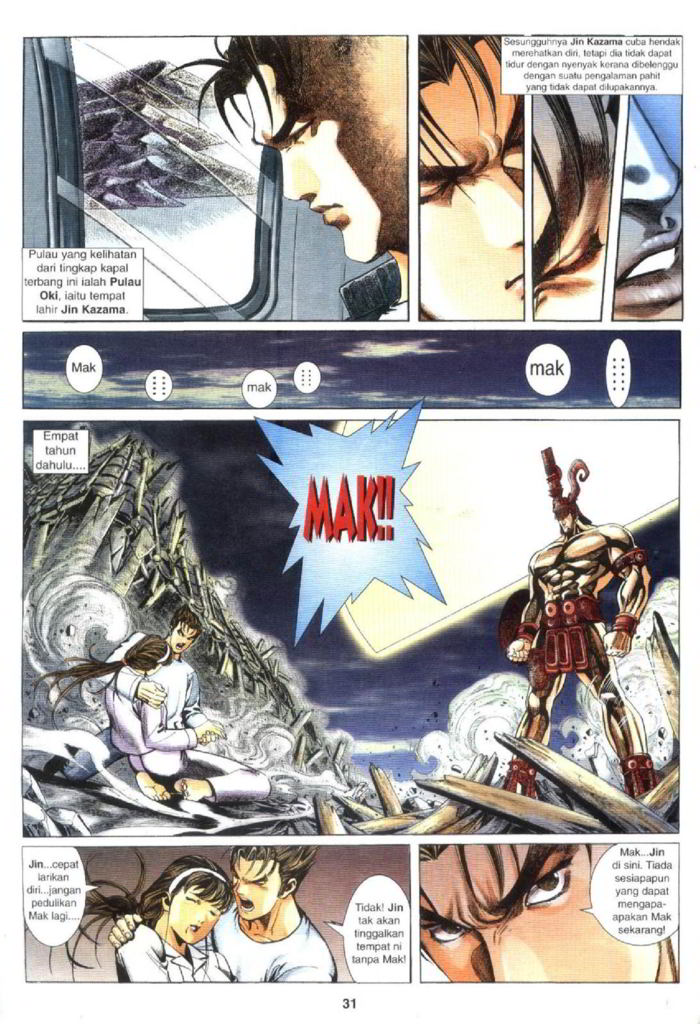 Pulau yang kelihatan
dari tingkap kapal
terbang ini ialah Pulau
Oki, iaitu tempat
lahir Jin Kazama.
Sesungguhnya Jin Kazama cuba hendak
merehatkan diri, tetapi dia tidak dapat
tidur dengan nyenyak kerana dibelenggu
dengan suatu pengalaman pahit
yang tidak dapat dilupakannya.
Mak
mak
mak
Empat
tahun
dahulu....
MAK!!
Jin...cepat
larikan
diri...jangan
pedulikan
Mak lagi....
Tidak! Jin
tak akan
tinggalkan
tempat ni
tanpa Mak!
Mak...Jin
di sini. Tiada
sesiapapun
yang dapat
mengapa-
apakan Mak
sekarang!
31